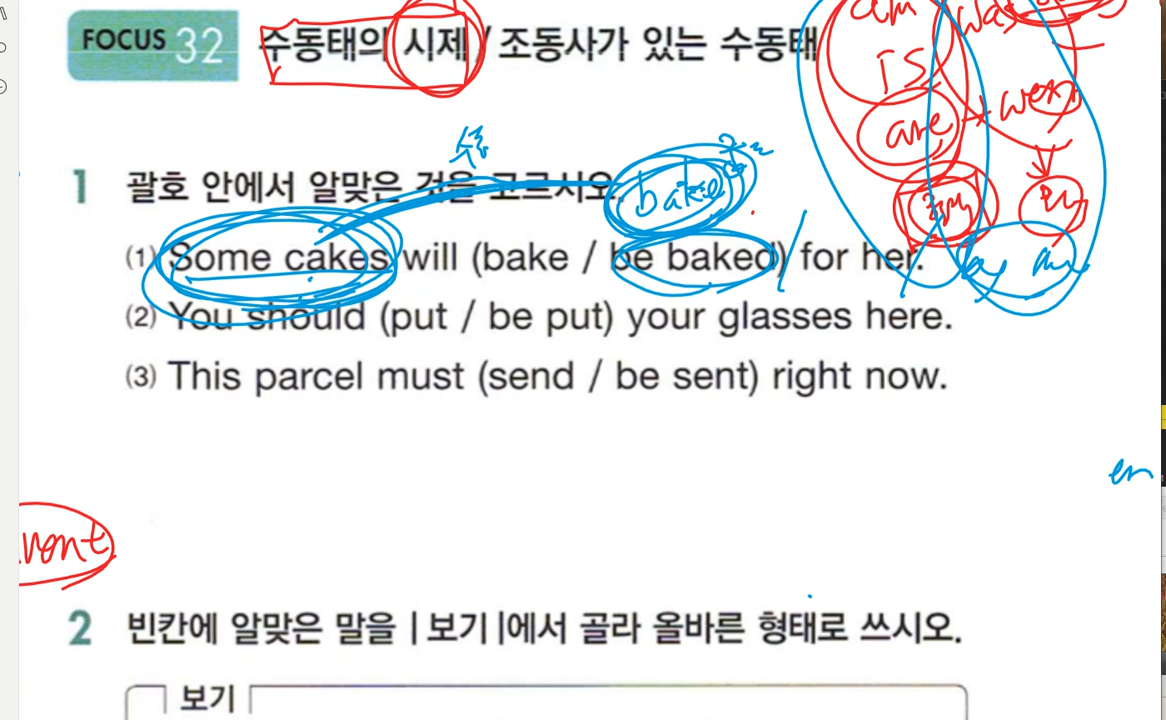 am was
FOCUS 32 수동태의 시제 / 조동사가 있는 수동태
is
are + wer
1 괄호 안에서 알맞은 것을 고르시오. bake
(1) Some cakes will (bake / be baked) for her.
(2) You should (put / be put) your glasses here.
(3) This parcel must (send / be sent) right now.
en
2 빈칸에 알맞은 말을 | 보기 |에서 골라 올바른 형태로 쓰시오.
보기